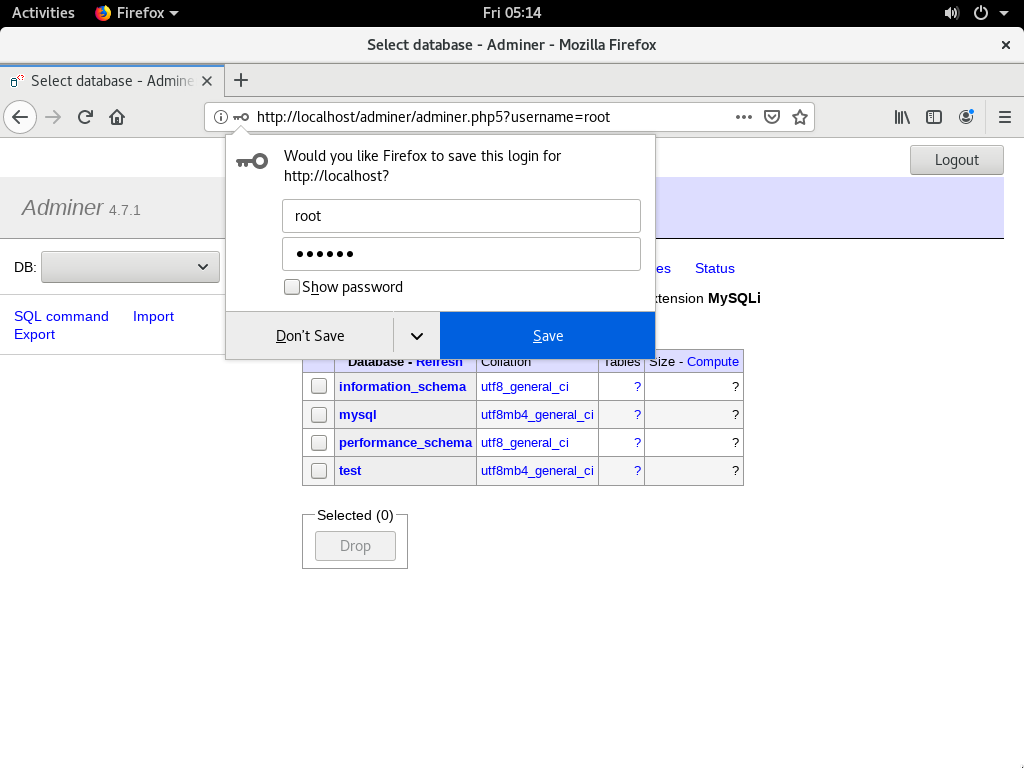 Activities Firefox Fri 05:14
Select database - Adminer - Mozilla Firefox
Select database - Adminer
http://localhost/adminer/adminer.php5?username=root
Would you like Firefox to save this login for
http://localhost?
root
••••••
Show password
Don't Save Save
Logout
Adminer 4.7.1
DB:
SQL command Import
Export
Status
MySQLi
Database - Refresh Collation Tables Size - Compute
information_schema utf8_general_ci ? ?
mysql utf8mb4_general_ci ? ?
performance_schema utf8_general_ci ? ?
test utf8mb4_general_ci ? ?
Selected (0)
Drop